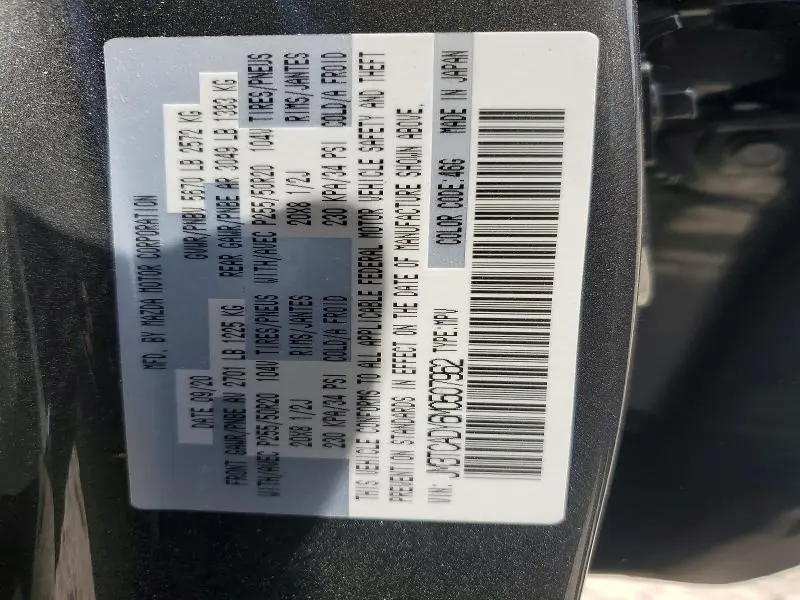 MFD. BY MAZDA MOTOR CORPORATION
DATE 09/20 GVWR/PNBV 5670 LB 2572 KG
FRONT GAWR/PNBE AV 2701 LB 1225 KG REAR GAWR/PNBE AR 3049 LB 1383 KG
WITH/AVEC P255/50R20 104V TIRES/PNEUS WITH/AVEC P255/50R20 104V TIRES/PNEUS
20X8 1/2J RIMS/JANTES 20X8 1/2J RIMS/JANTES
230 KPA/34 PSI COLD/A FROID 230 KPA/34 PSI COLD/A FROID
THIS VEHICLE CONFORMS TO ALL APPLICABLE FEDERAL MOTOR VEHICLE SAFETY AND THEFT
PREVENTION STANDARDS IN EFFECT ON THE DATE OF MANUFACTURE SHOWN ABOVE.
VIN: JM3TCADY6M0507962 TYPE:MPV COLOR CODE:46G MADE IN JAPAN